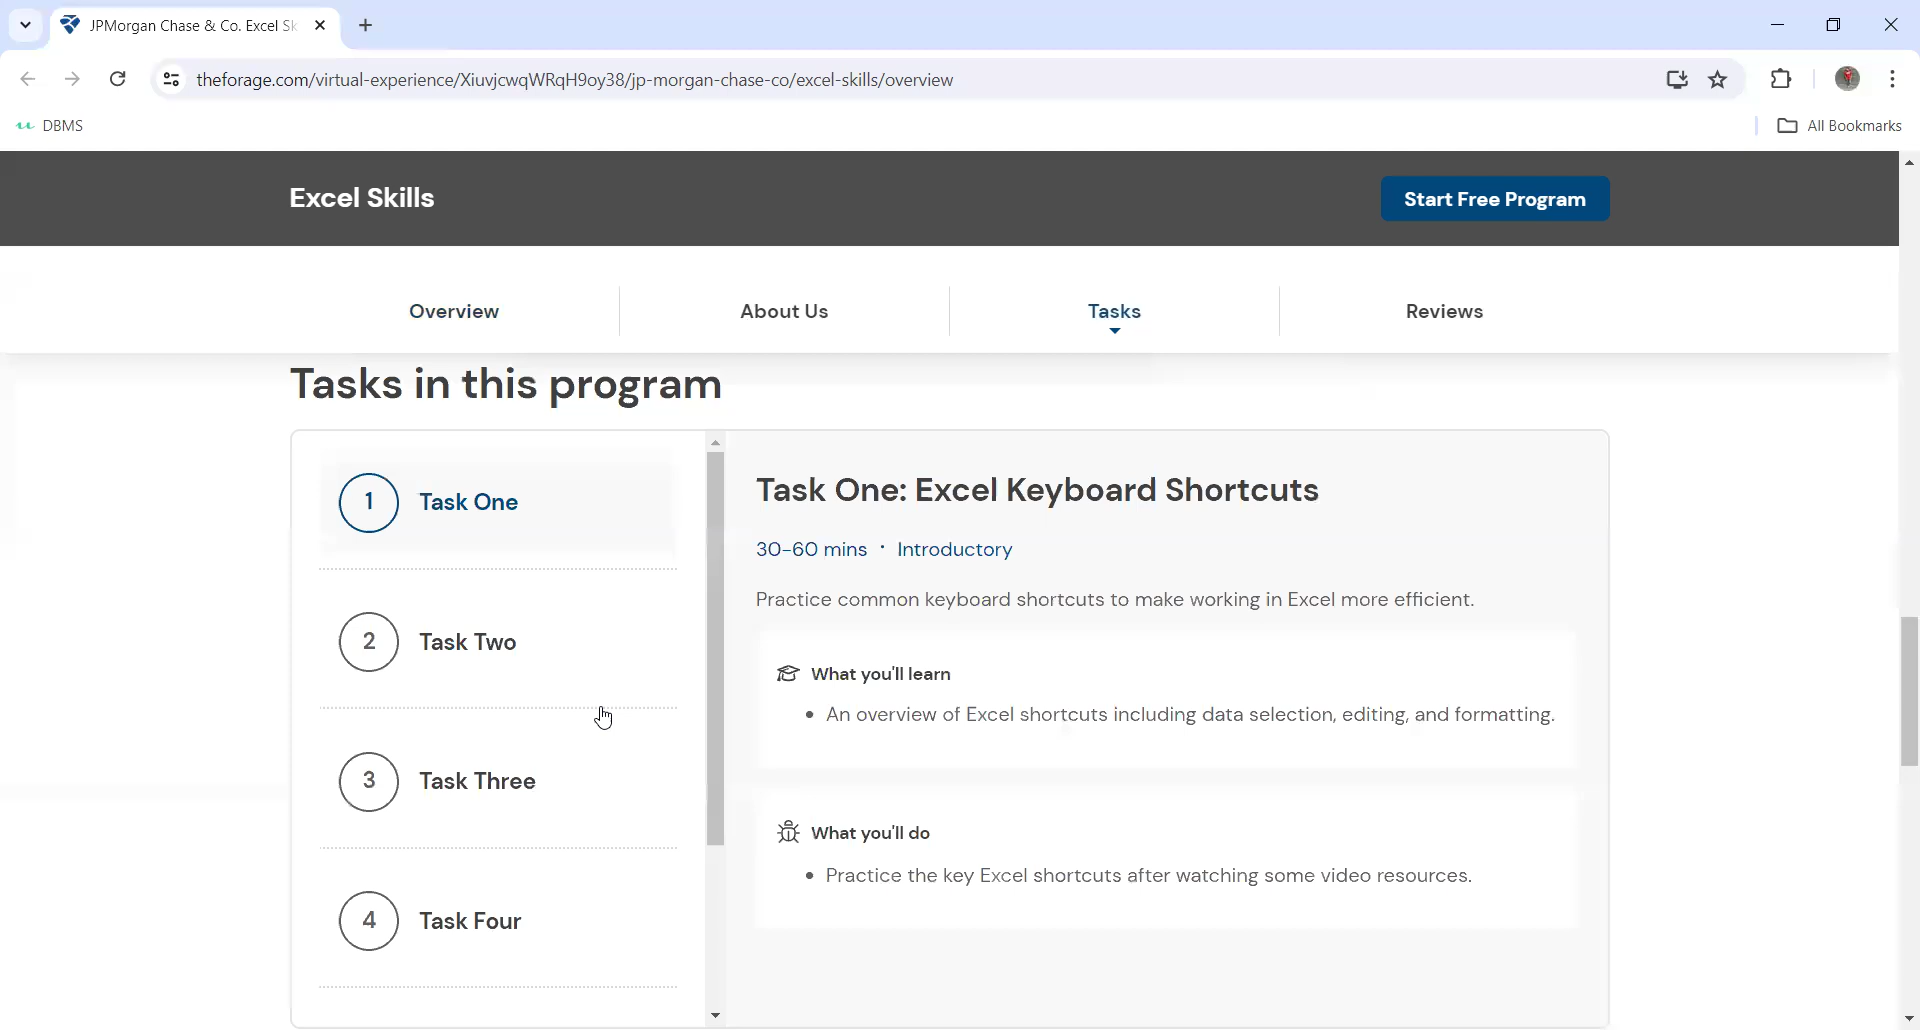 JPMorgan Chase & Co. Excel Sk
theforage.com/virtual-experience/XiuvjcwqWRqH9oy38/jp-morgan-chase-co/excel-skills/overview
DBMS
All Bookmarks
Excel Skills
Start Free Program
Overview
About Us
Tasks
Reviews
Tasks in this program
1 Task One
2 Task Two
3 Task Three
4 Task Four
Task One: Excel Keyboard Shortcuts
30-60 mins · Introductory
Practice common keyboard shortcuts to make working in Excel more efficient.
What you'll learn
• An overview of Excel shortcuts including data selection, editing, and formatting.
What you'll do
• Practice the key Excel shortcuts after watching some video resources.